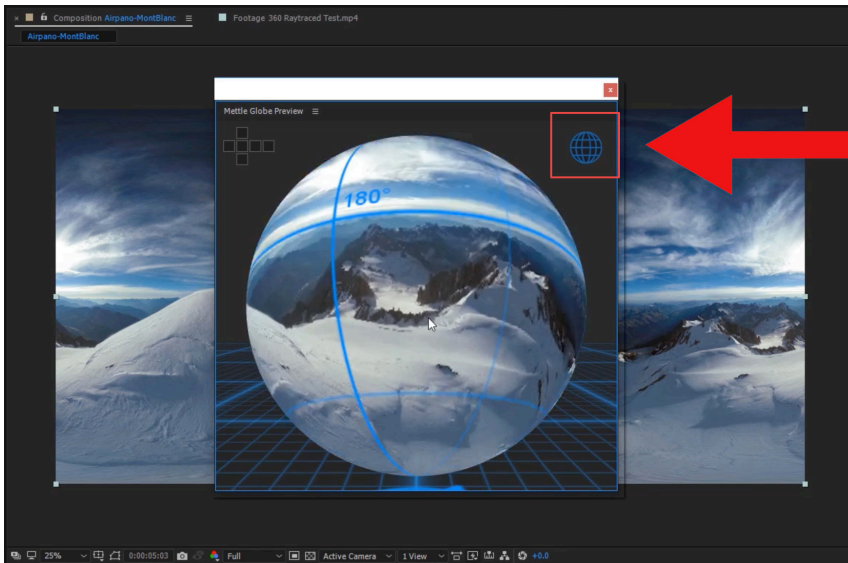 × Composition Airpano-MontBlanc ≡ Footage 360 Raytraced Test.mp4
Airpano-MontBlanc
x
Mettle Globe Preview ≡
180°
25% 0:00:05:03 Full Active Camera 1 View +0.0